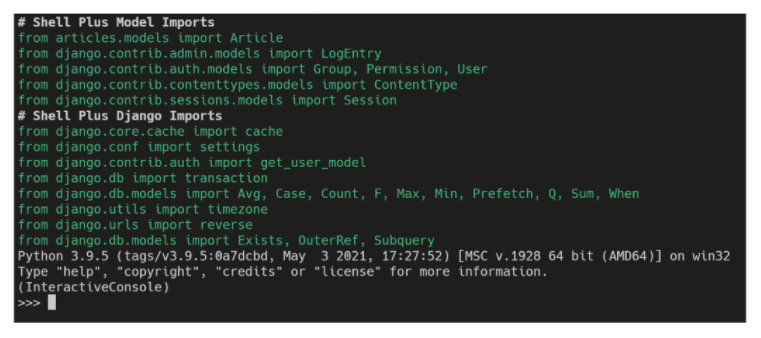 # Shell Plus Model Imports
from articles.models import Article
from django.contrib.admin.models import LogEntry
from django.contrib.auth.models import Group, Permission, User
from django.contrib.contenttypes.models import ContentType
from django.contrib.sessions.models import Session
# Shell Plus Django Imports
from django.core.cache import cache
from django.conf import settings
from django.contrib.auth import get_user_model
from django.db import transaction
from django.db.models import Avg, Case, Count, F, Max, Min, Prefetch, Q, Sum, When
from django.utils import timezone
from django.urls import reverse
from django.db.models import Exists, OuterRef, Subquery
Python 3.9.5 (tags/v3.9.5:0a7dcbd, May  3 2021, 17:27:52) [MSC v.1928 64 bit (AMD64)] on win32
Type "help", "copyright", "credits" or "license" for more information.
(InteractiveConsole)
>>>